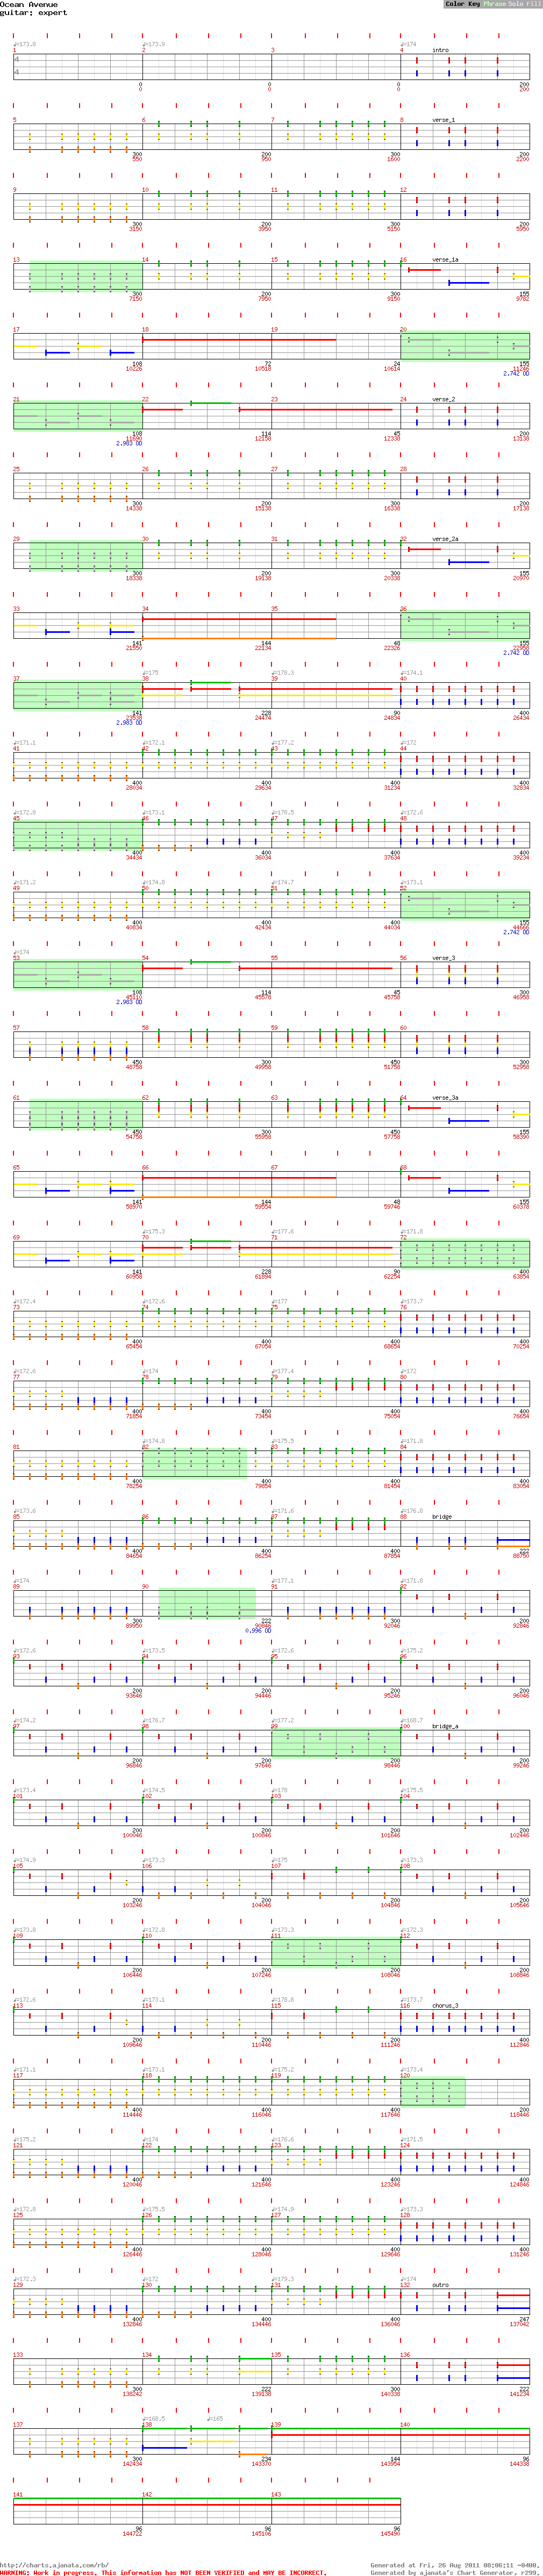 Ocean Avenue
guitar: expert
Color Key Phrase Solo Fill
♩=173.8 ♩=173.9 ♩=174
1 2 3 4 intro
4
4
0 0 0 200
0 0 0 200
5 6 7 8 verse_1
300 200 300 200
550 950 1600 2200
9 10 11 12
300 200 300 200
3150 3950 5150 5950
13 14 15 16 verse_1a
300 200 300 155
7150 7950 9150 9782
17 18 19 20
108 72 24 155
10226 10518 10614 11246
2.742 OD
21 22 23 24 verse_2
108 114 45 200
11690 12158 12338 13138
2.983 OD
25 26 27 28
300 200 300 200
14338 15138 16338 17138
29 30 31 32 verse_2a
300 200 300 155
18338 19138 20338 20970
33 34 35 36
141 144 48 155
22134 22326 22958
2.742 OD
♩=175 ♩=174.1
37 38 39 40
141 228 90 400
24474 24834 26434
2.983 OD
♩=171.1 ♩=172.1 ♩=177.2 ♩=172
41 42 43 44
400 400 400 400
28034 29634 31234 32834
♩=173.1 ♩=172.6
45 46 47 48
400 400 400 400
34434 36034 37634 39234
♩=171.2 ♩=174.8 ♩=174.7 ♩=173.1
49 50 51 52
400 400 400 155
40834 42434 44034 44666
2.742 OD
♩=174
53 54 55 56 verse_3
108 114 45 300
45110 45578 45758 46958
2.983 OD
57 58 59 60
450 300 450 300
48758 49958 51758 52958
61 62 63 64 verse_3a
450 300 450 155
54758 55958 57758 58390
65 66 67 68
141 144 48 155
58970 59554 59746 60378
♩=175.3 ♩=177.6 ♩=171.8
69 70 71 72
141 228 90 400
60958 61894 62254 63854
♩=172.4 ♩=172.6 ♩=177 ♩=173.7
73 74 75 76
400 400 400 400
65454 67054 68654 70254
♩=172.6 ♩=174 ♩=177.4 ♩=172
77 78 79 80
400 400 400 400
71854 73454 75054 76654
♩=174.8 ♩=175.5 ♩=171.8
81 82 83 84
400 400 400 400
78254 79854 81454 83054
♩=173.6 ♩=171.6 ♩=176.8
85 86 87 88 bridge
400 400 400 222
84654 86254 87854 88750
♩=174 ♩=177.1 ♩=171.8
89 90 91 92
300 222 300 200
89950 90846 92046 92846
0.996 OD
♩=172.6 ♩=173.5 ♩=172.6 ♩=175.2
93 94 95 96
200 200 200 200
93646 94446 95246 96046
♩=174.2 ♩=176.7 ♩=177.2 ♩=168.7
97 98 99 100 bridge_a
200 200 200 200
96846 97646 98446 99246
♩=173.4 ♩=174.5 ♩=178 ♩=175.5
101 102 103 104
200 200 200 200
100046 100846 101646 102446
♩=174.9 ♩=173.3 ♩=175 ♩=173.3
105 106 107 108
200 200 200 200
103246 104046 104846 105646
♩=173.8 ♩=172.8 ♩=173.3 ♩=172.3
109 110 111 112
200 200 200 200
106446 107246 108046 108846
♩=172.6 ♩=173.1 ♩=178.8 ♩=173.7
113 114 115 116 chorus_3
200 200 200 400
109646 110446 111246 112846
♩=171.1 ♩=173.1 ♩=175.2 ♩=173.4
117 118 119 120
400 400 400 200
114446 116046 117646 118446
♩=175.2 ♩=174 ♩=176.6 ♩=171.5
121 122 123 124
400 400 400 400
120046 121646 123246 124846
♩=172.8 ♩=175.5 ♩=174.9 ♩=173.3
125 126 127 128
400 400 400 400
126446 128046 129646 131246
♩=172.3 ♩=172 ♩=179.3 ♩=174
129 130 131 132 outro
400 400 400 247
132846 134446 136046 137042
133 134 135 136
300 222 300 222
138242 139138 140338 141234
♩=168.5 ♩=165
137 138 139 140
300 234 144 96
142434 143370 143954 144338
141 142 143
96 96 96
144722 145106 145490
http://charts.ajanata.com/rb/ Generated at Fri, 26 Aug 2011 08:06:11 -0400.
WARNING: Work in progress. This information has NOT BEEN VERIFIED and MAY BE INCORRECT. Generated by ajanata's Chart Generator, r299.